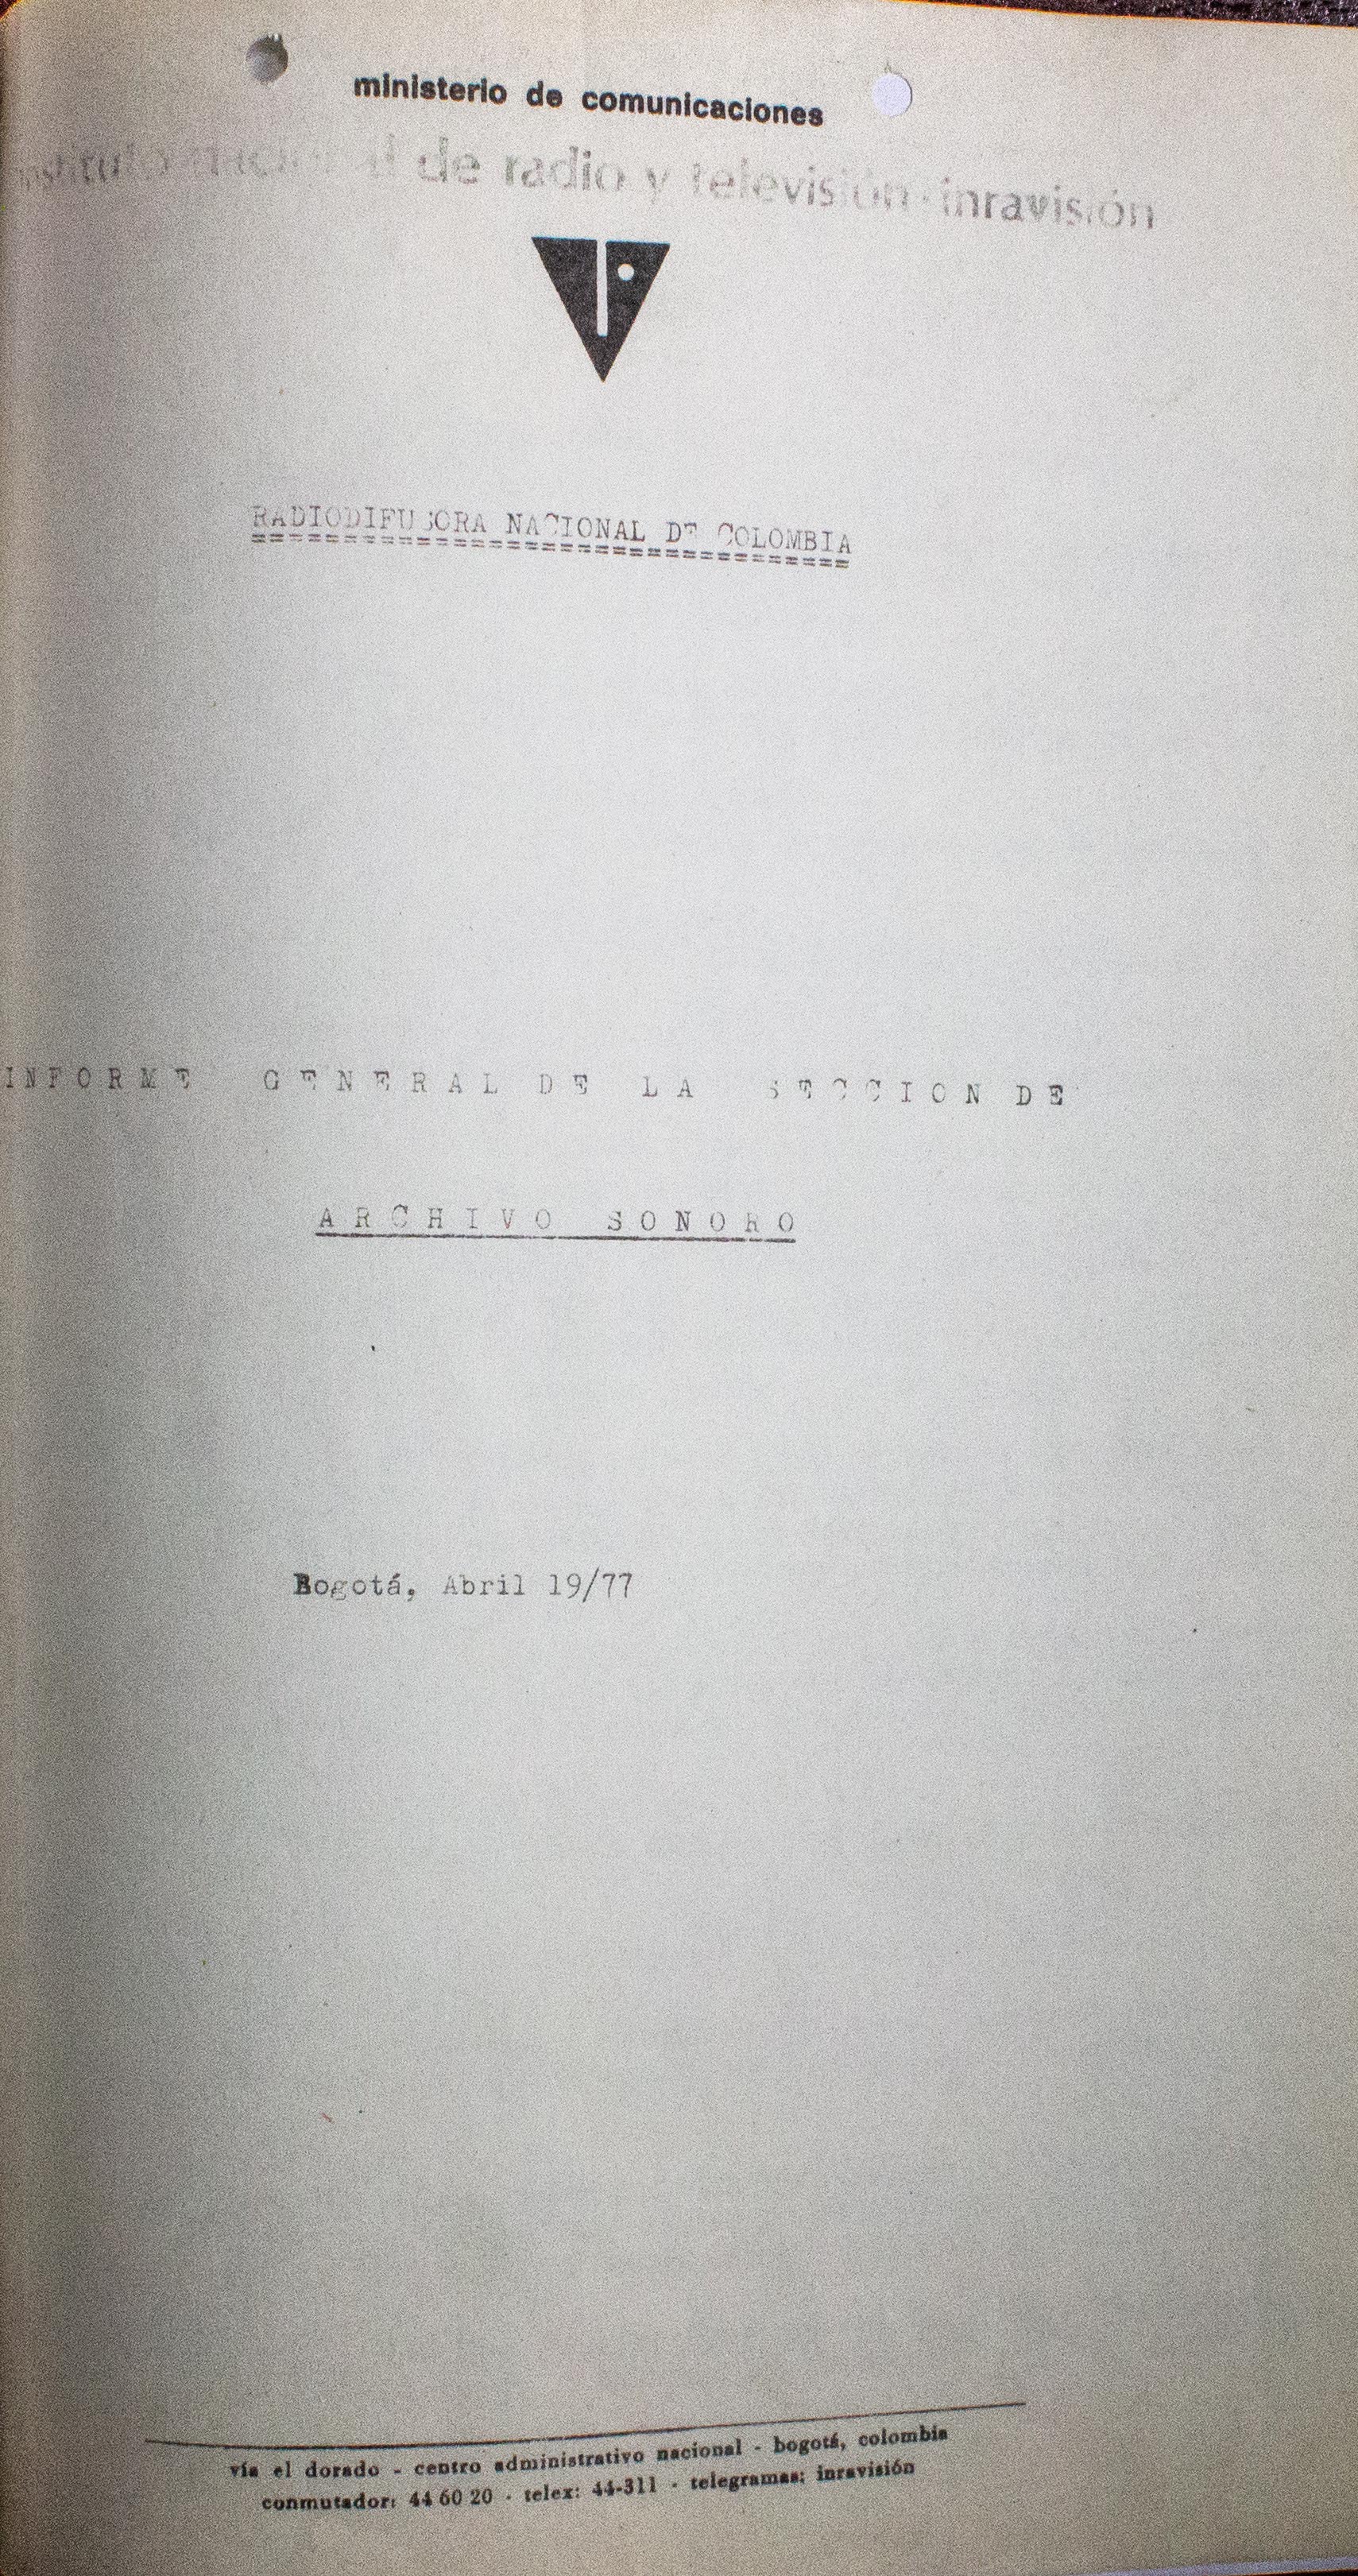 ministerio de comunicaciones
instituto nacional de radio y televisión - inravisión
RADIODIFUSORA NACIONAL DE COLOMBIA
INFORME GENERAL DE LA SECCION DE
ARCHIVO SONORO
Bogotá, Abril 19/77
vía el dorado - centro administrativo nacional - bogotá, colombia
conmutador: 44 60 20 - telex: 44-311 - telegramas: inravisión